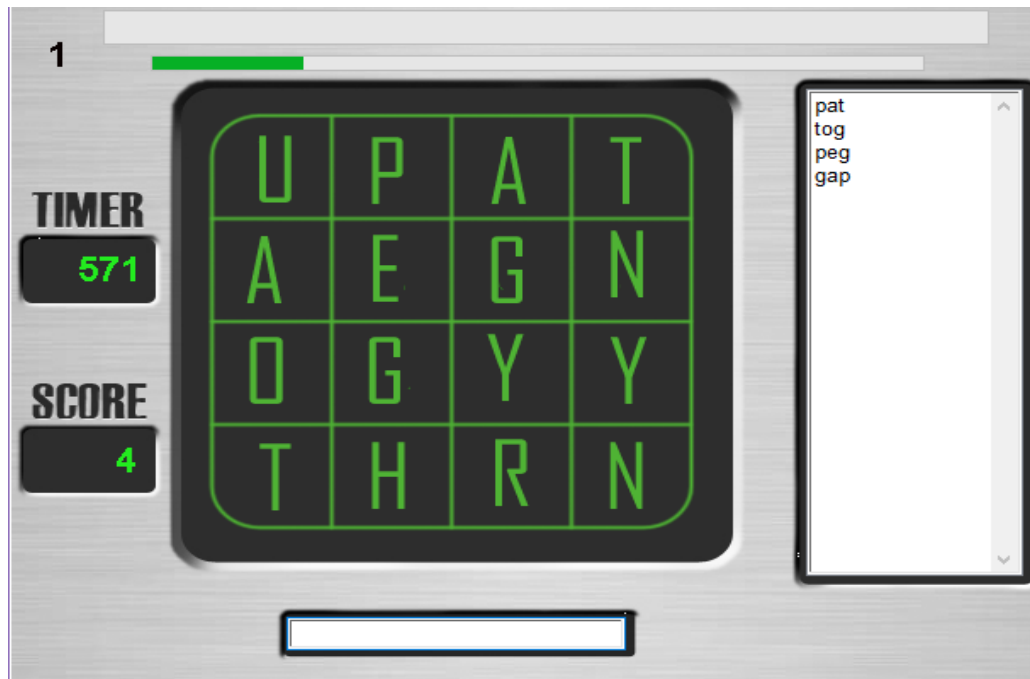 1
TIMER
571
SCORE
4
U P A T
A E G N
O G Y Y
T H R N
pat
tog
peg
gap